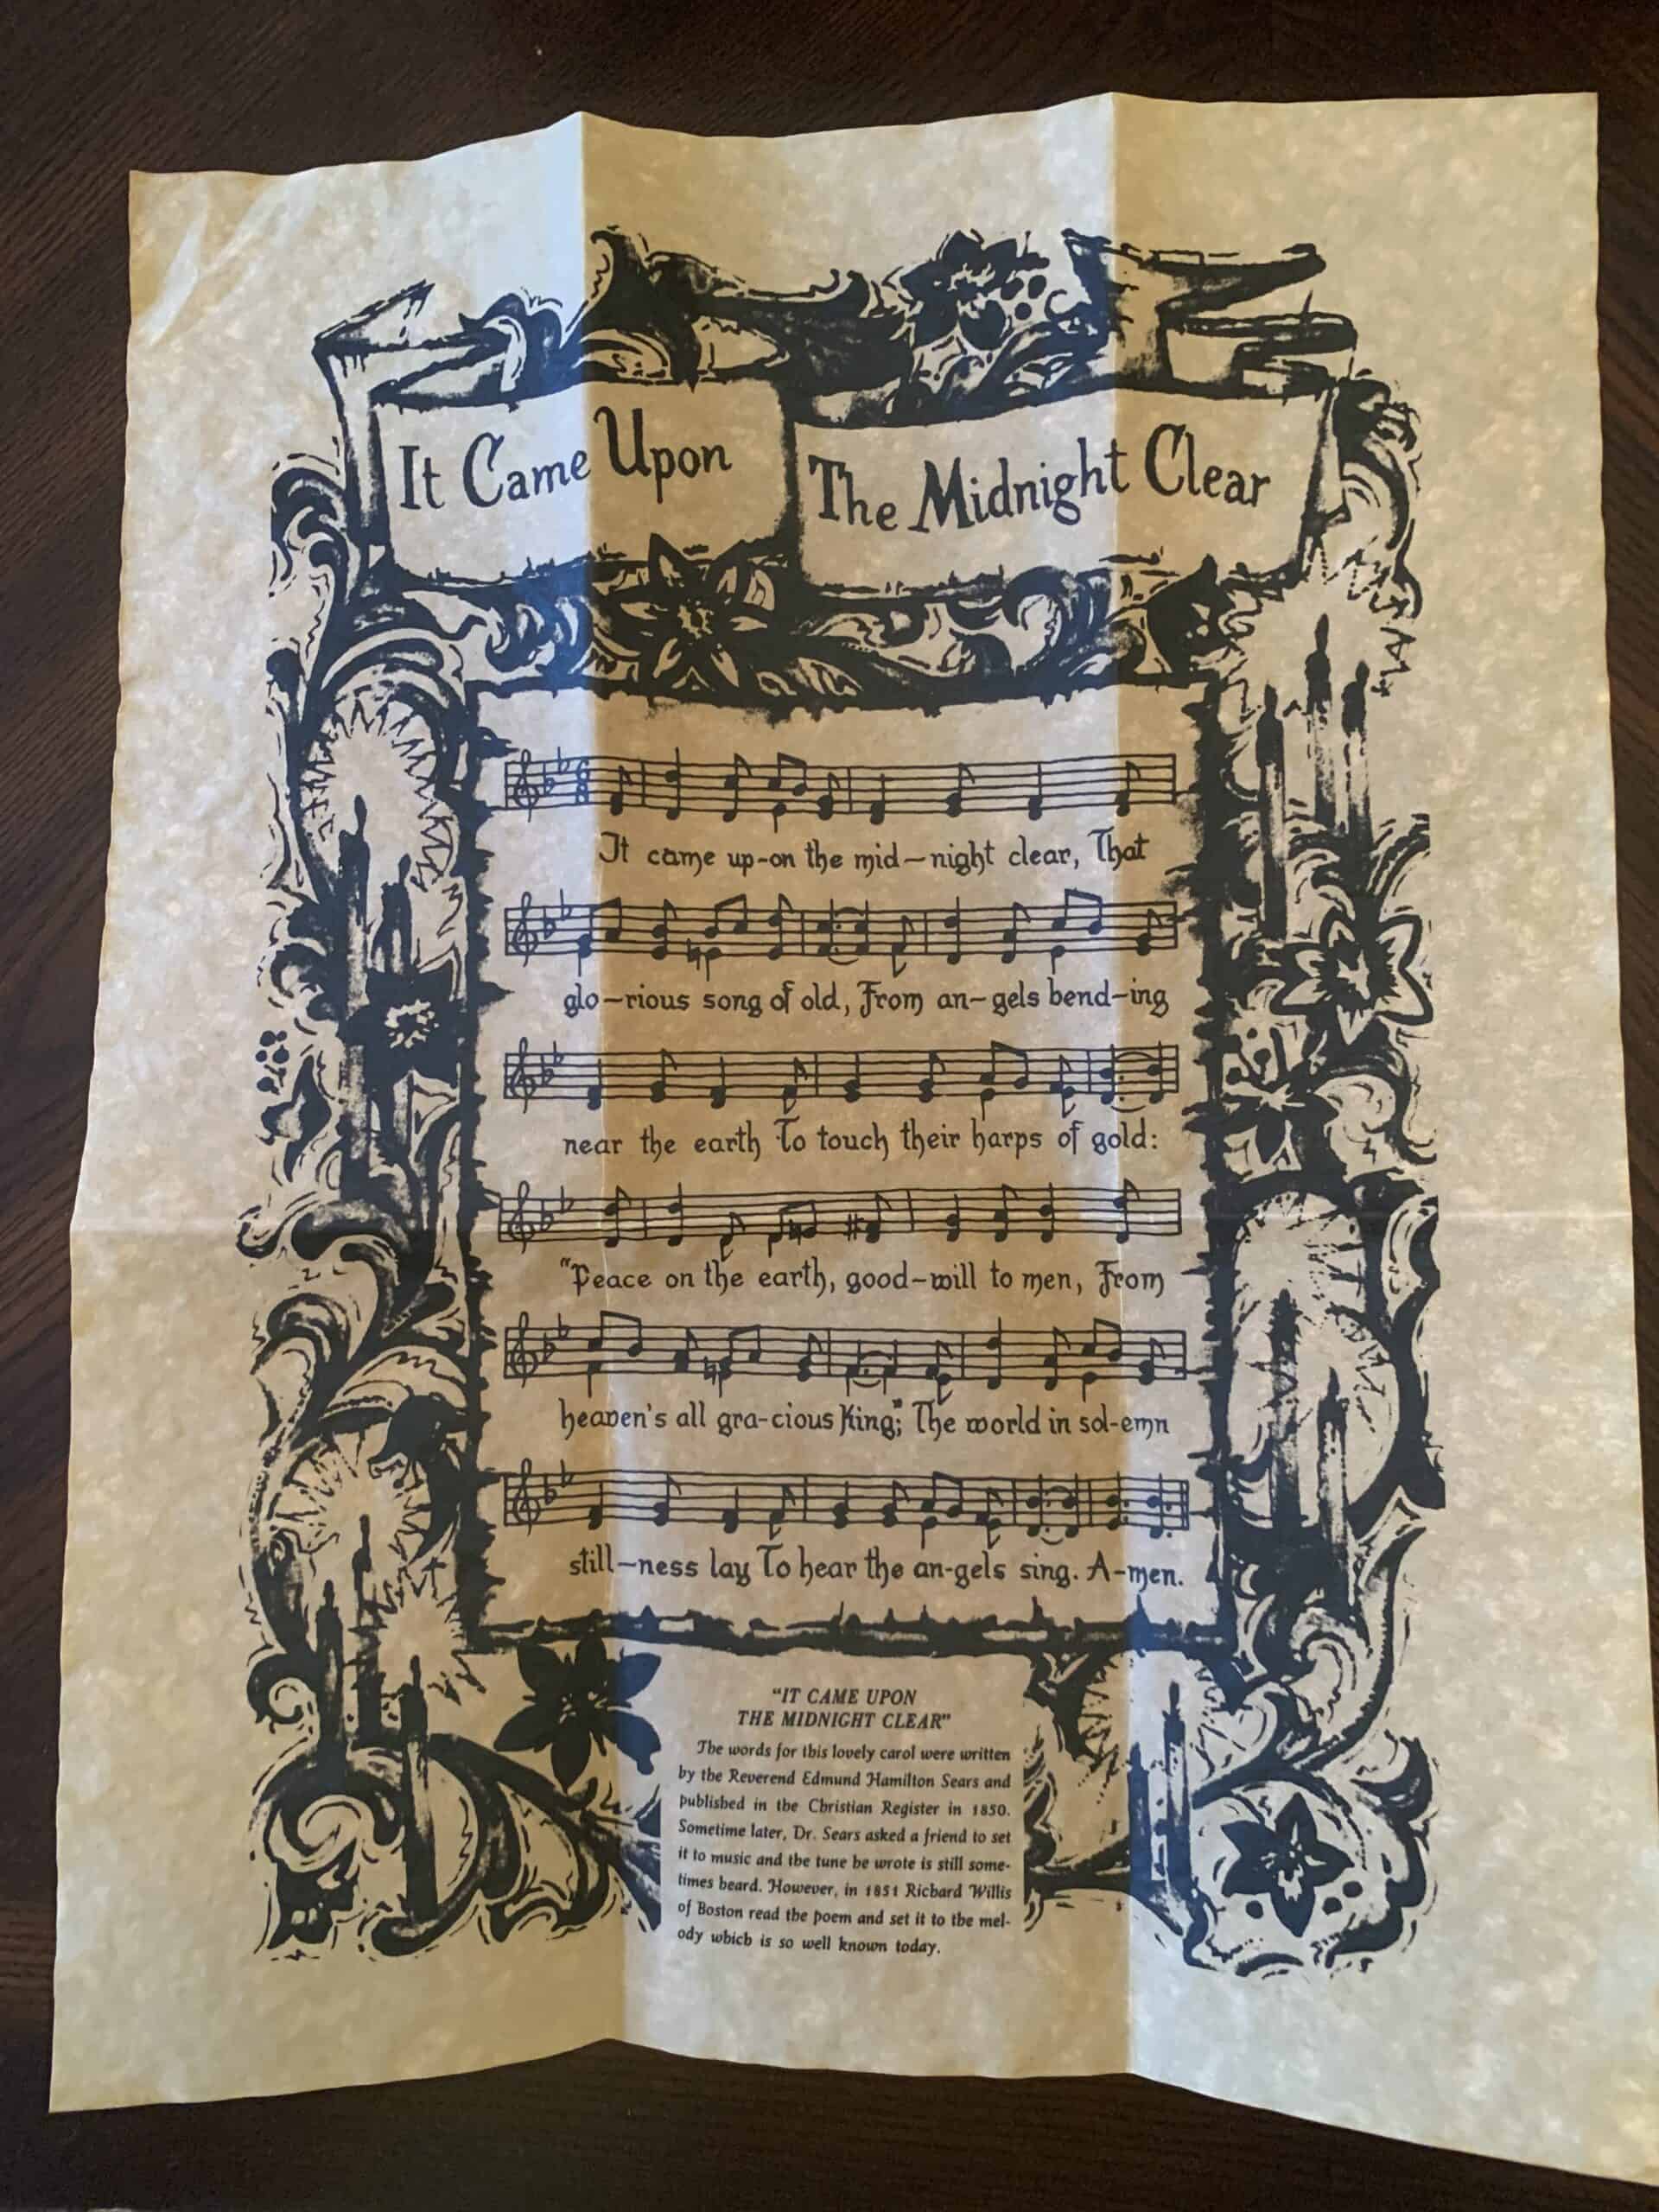 It Came Upon The Midnight Clear
It came up-on the mid-night clear, That
glo-rious song of old, From an-gels bend-ing
near the earth To touch their harps of gold:
"Peace on the earth, good-will to men, From
heaven's all gra-cious King;" The world in sol-emn
still-ness lay To hear the an-gels sing. A-men.
"IT CAME UPON
THE MIDNIGHT CLEAR"
The words for this lovely carol were written
by the Reverend Edmund Hamilton Sears and
published in the Christian Register in 1850.
Sometime later, Dr. Sears asked a friend to set
it to music and the tune he wrote is still some-
times heard. However, in 1851 Richard Willis
of Boston read the poem and set it to the mel-
ody which is so well known today.